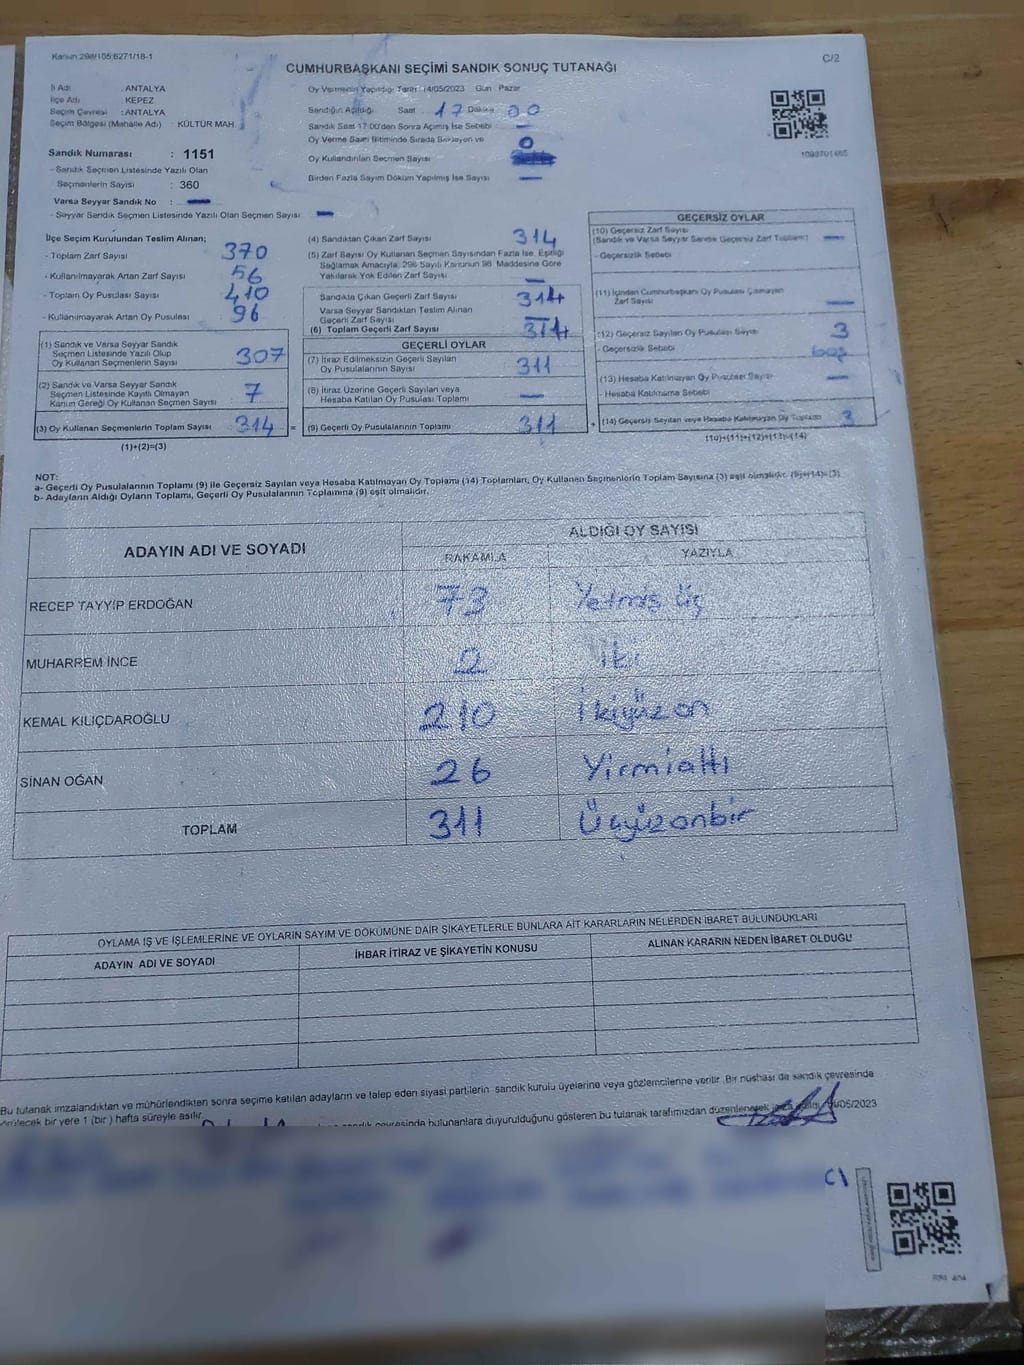 Kanun 298/105;6271/18-1
C/2
CUMHURBAŞKANI SEÇİMİ SANDIK SONUÇ TUTANAĞI
İl Adı : ANTALYA
İlçe Adı : KEPEZ
Seçim Çevresi : ANTALYA
Seçim Bölgesi (Mahalle Adı) : KÜLTÜR MAH.
Sandık Numarası : 1151
- Sandık Seçmen Listesinde Yazılı Olan
Seçmenlerin Sayısı : 360
Varsa Seyyar Sandık No :
- Seyyar Sandık Seçmen Listesinde Yazılı Olan Seçmen Sayısı
Oy Vermenin Yapıldığı Tarih 14/05/2023 Gün Pazar
Sandığın Açıldığı Saat 17 Dakika 00
Sandık Saat 17:00'den Sonra Açılmış İse Sebebi
Oy Verme Saati Bitiminde Sırada Bekleyen ve 0
Oy Kullandırılan Seçmen Sayısı
Birden Fazla Sayım Döküm Yapılmış İse Sayısı
İlçe Seçim Kurulundan Teslim Alınan;
- Toplam Zarf Sayısı 370
- Kullanılmayarak Artan Zarf Sayısı 56
- Toplam Oy Pusulası Sayısı 410
- Kullanılmayarak Artan Oy Pusulası 96
(1) Sandık ve Varsa Seyyar Sandık
Seçmen Listesinde Yazılı Olup
Oy Kullanan Seçmenlerin Sayısı 307
(2) Sandık ve Varsa Seyyar Sandık
Seçmen Listesinde Kayıtlı Olmayan
Kanun Gereği Oy Kullanan Seçmen Sayısı 7
(3) Oy Kullanan Seçmenlerin Toplam Sayısı 314 =
(1)+(2)=(3)
(4) Sandıktan Çıkan Zarf Sayısı 314
(5) Zarf Sayısı Oy Kullanan Seçmen Sayısından Fazla İse, Eşitliği
Sağlamak Amacıyla, 298 Sayılı Kanunun 98. Maddesine Göre
Yakılarak Yok Edilen Zarf Sayısı
Sandıkta Çıkan Geçerli Zarf Sayısı 314
Varsa Seyyar Sandıktan Teslim Alınan
Geçerli Zarf Sayısı
(6) Toplam Geçerli Zarf Sayısı 314
GEÇERLİ OYLAR
(7) İtiraz Edilmeksizin Geçerli Sayılan
Oy Pusulalarının Sayısı 311
(8) İtiraz Üzerine Geçerli Sayılan veya
Hesaba Katılan Oy Pusulası Toplamı
(9) Geçerli Oy Pusulalarının Toplamı 311 +
GEÇERSİZ OYLAR
(10) Geçersiz Zarf Sayısı
(Sandık ve Varsa Seyyar Sandık Geçersiz Zarf Toplamı)
- Geçersizlik Sebebi
(11) İçinden Cumhurbaşkanı Oy Pusulası Çıkmayan
Zarf Sayısı
(12) Geçersiz Sayılan Oy Pusulası Sayısı 3
- Geçersizlik Sebebi
(13) Hesaba Katılmayan Oy Pusulası Sayısı
- Hesaba Katılmama Sebebi
(14) Geçersiz Sayılan veya Hesaba Katılmayan Oy Toplamı 3
(10)+(11)+(12)+(13)=(14)
NOT:
a- Geçerli Oy Pusulalarının Toplamı (9) ile Geçersiz Sayılan veya Hesaba Katılmayan Oy Toplamı (14) Toplamları, Oy Kullanan Seçmenlerin Toplam Sayısına (3) eşit olmalıdır. (9)+(14)=(3)
b- Adayların Aldığı Oyların Toplamı, Geçerli Oy Pusulalarının Toplamına (9) eşit olmalıdır.
ADAYIN ADI VE SOYADI
ALDIĞI OY SAYISI
RAKAMLA YAZIYLA
RECEP TAYYİP ERDOĞAN 73 Yetmiş üç
MUHARREM İNCE 2 iki
KEMAL KILIÇDAROĞLU 210 ikiyüz on
SİNAN OĞAN 26 Yirmialtı
TOPLAM 311 Üçyüzonbir
OYLAMA İŞ VE İŞLEMLERİNE VE OYLARIN SAYIM VE DÖKÜMÜNE DAİR ŞİKAYETLERLE BUNLARA AİT KARARLARIN NELERDEN İBARET BULUNDUKLARI
ADAYIN ADI VE SOYADI İHBAR İTİRAZ VE ŞİKAYETİN KONUSU ALINAN KARARIN NEDEN İBARET OLDUĞU
Bu tutanak imzalandıktan ve mühürlendikten sonra seçime katılan adayların ve talep eden siyasi partilerin sandık kurulu üyelerine veya gözlemcilerine verilir. Bir nüshası da sandık çevresinde
görülecek bir yere 1 (bir) hafta süreyle asılır.
çevresinde bulunanlara duyurulduğunu gösteren bu tutanak tarafımızdan düzenlenerek /05/2023